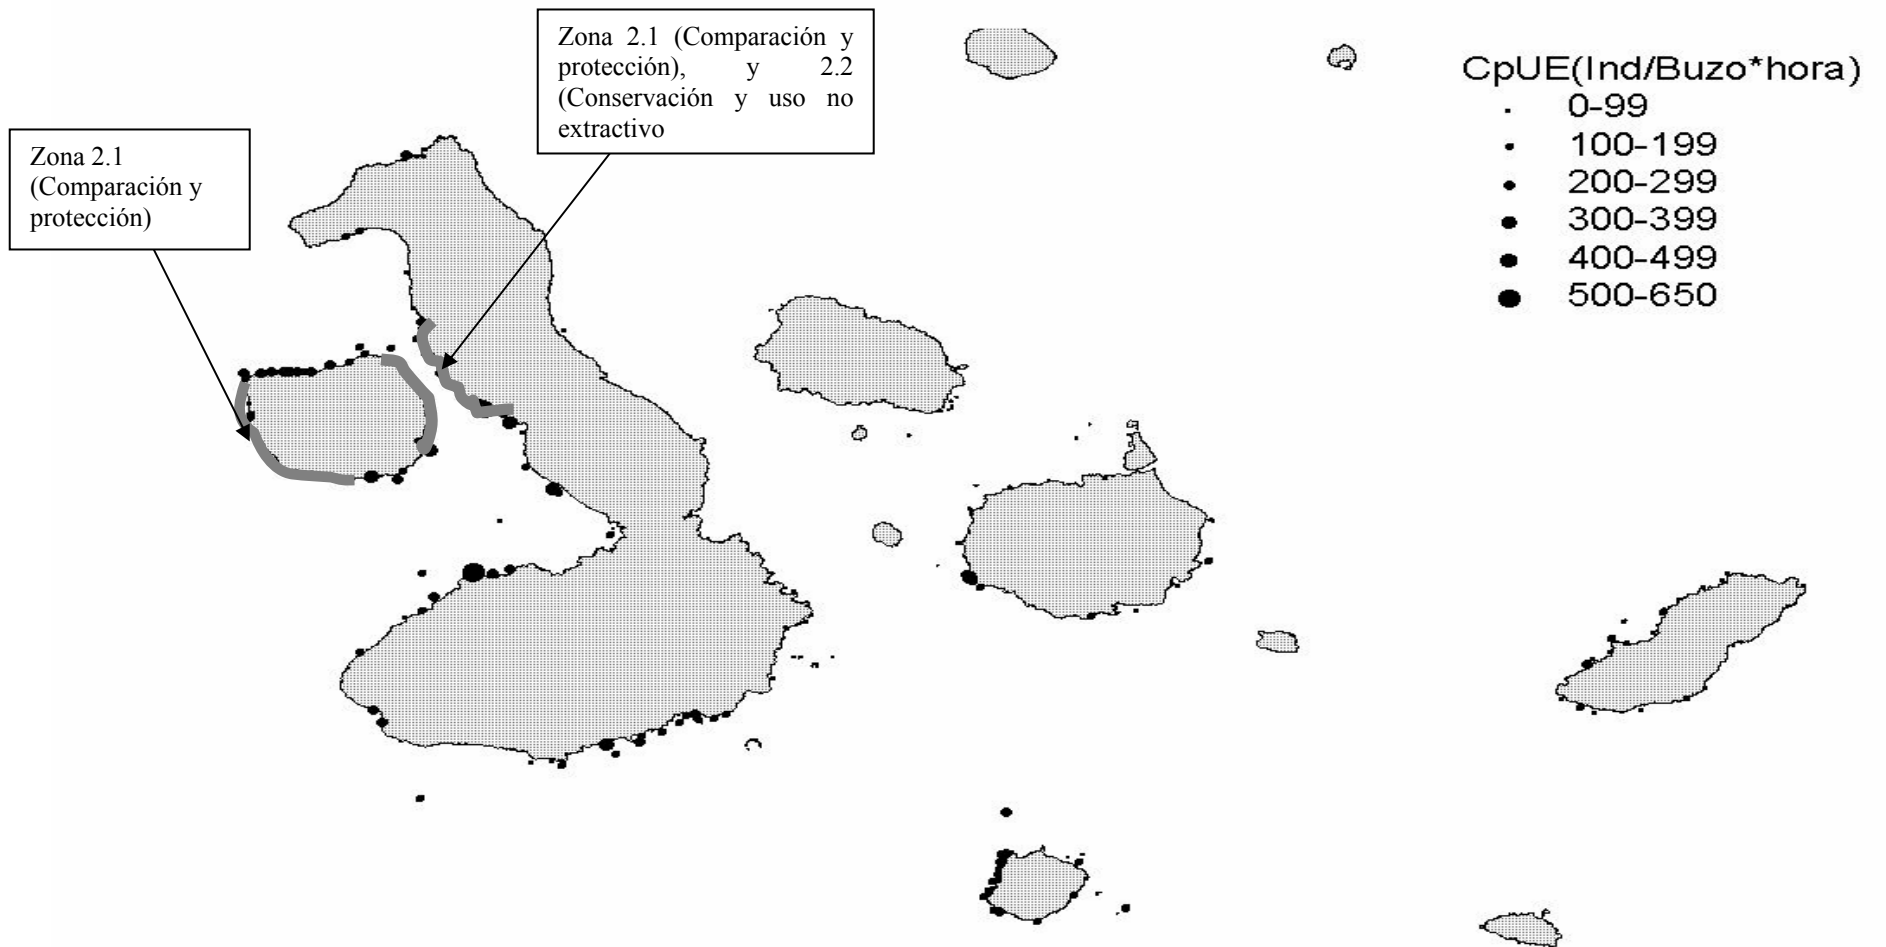 Zona 2.1 (Comparación y
protección), y 2.2
(Conservación y uso no
extractivo
Zona 2.1
(Comparación y
protección)
CpUE(Ind/Buzo*hora)
0-99
100-199
200-299
300-399
400-499
500-650